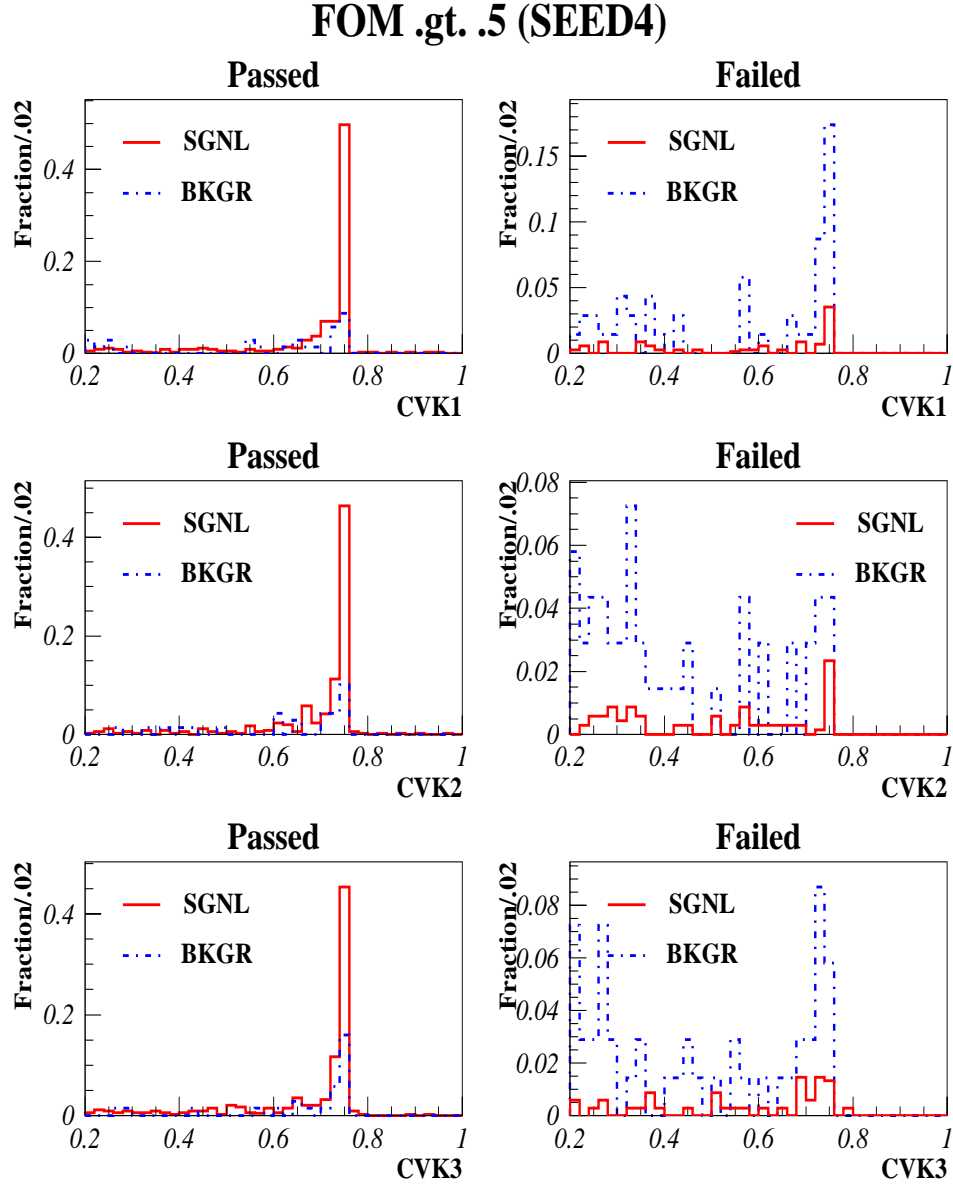 FOM .gt. .5 (SEED4)
Passed
Fraction/.02
SGNL
BKGR
0.4
0.2
0
0.2 0.4 0.6 0.8 1
CVK1
Failed
Fraction/.02
SGNL
BKGR
0.15
0.1
0.05
0
0.2 0.4 0.6 0.8 1
CVK1
Passed
Fraction/.02
SGNL
BKGR
0.4
0.2
0
0.2 0.4 0.6 0.8 1
CVK2
Failed
Fraction/.02
SGNL
BKGR
0.08
0.06
0.04
0.02
0
0.2 0.4 0.6 0.8 1
CVK2
Passed
Fraction/.02
SGNL
BKGR
0.4
0.2
0
0.2 0.4 0.6 0.8 1
CVK3
Failed
Fraction/.02
SGNL
BKGR
0.08
0.06
0.04
0.02
0
0.2 0.4 0.6 0.8 1
CVK3